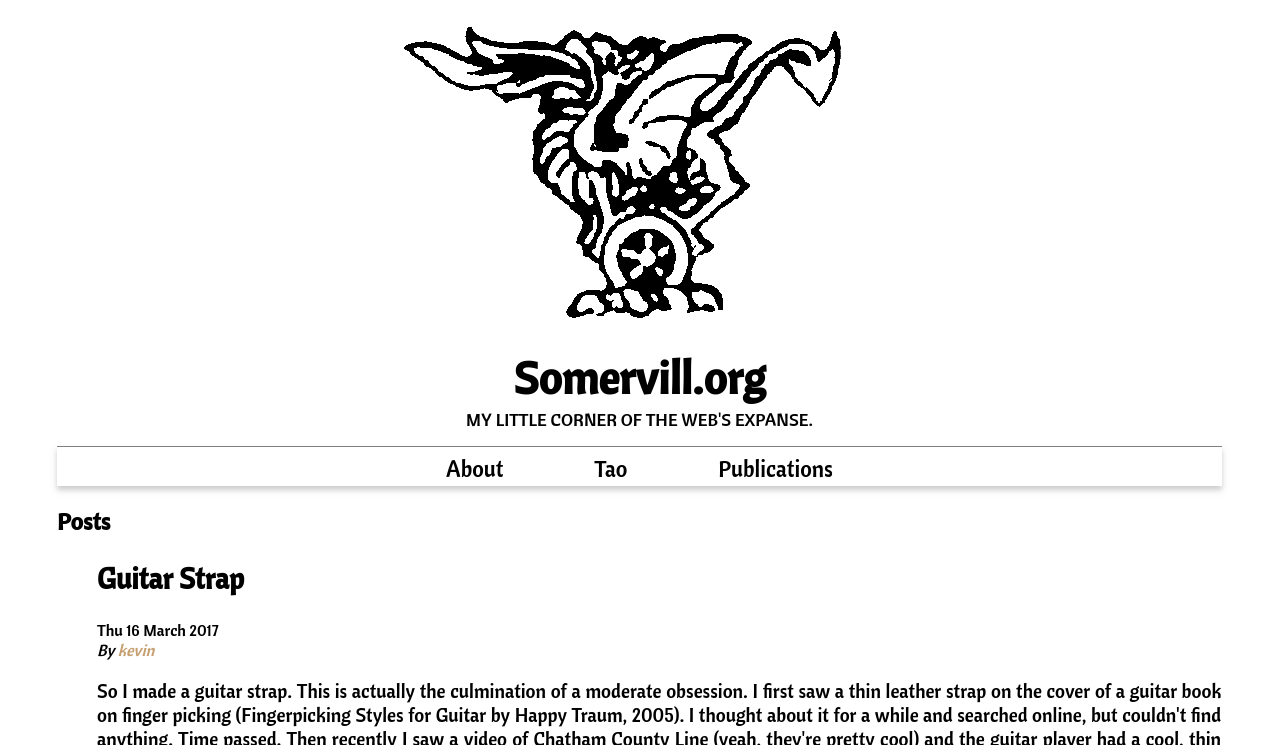 Somervill.org
MY LITTLE CORNER OF THE WEB'S EXPANSE.
About Tao Publications
Posts
Guitar Strap
Thu 16 March 2017
By kevin
So I made a guitar strap. This is actually the culmination of a moderate obsession. I first saw a thin leather strap on the cover of a guitar book
on finger picking (Fingerpicking Styles for Guitar by Happy Traum, 2005). I thought about it for a while and searched online, but couldn't find
anything. Time passed. Then recently I saw a video of Chatham County Line (yeah, they're pretty cool) and the guitar player had a cool, thin